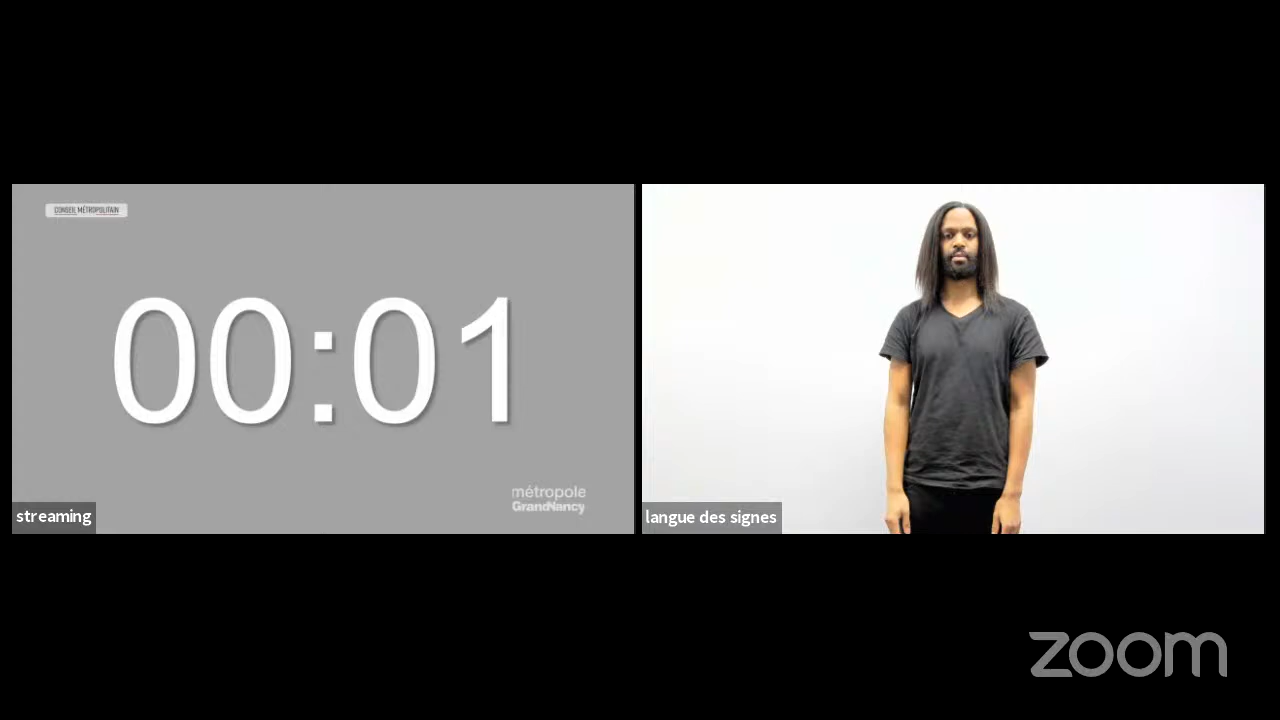 CONSEIL MÉTROPOLITAIN
00:01
métropole
GrandNancy
streaming
langue des signes
zoom